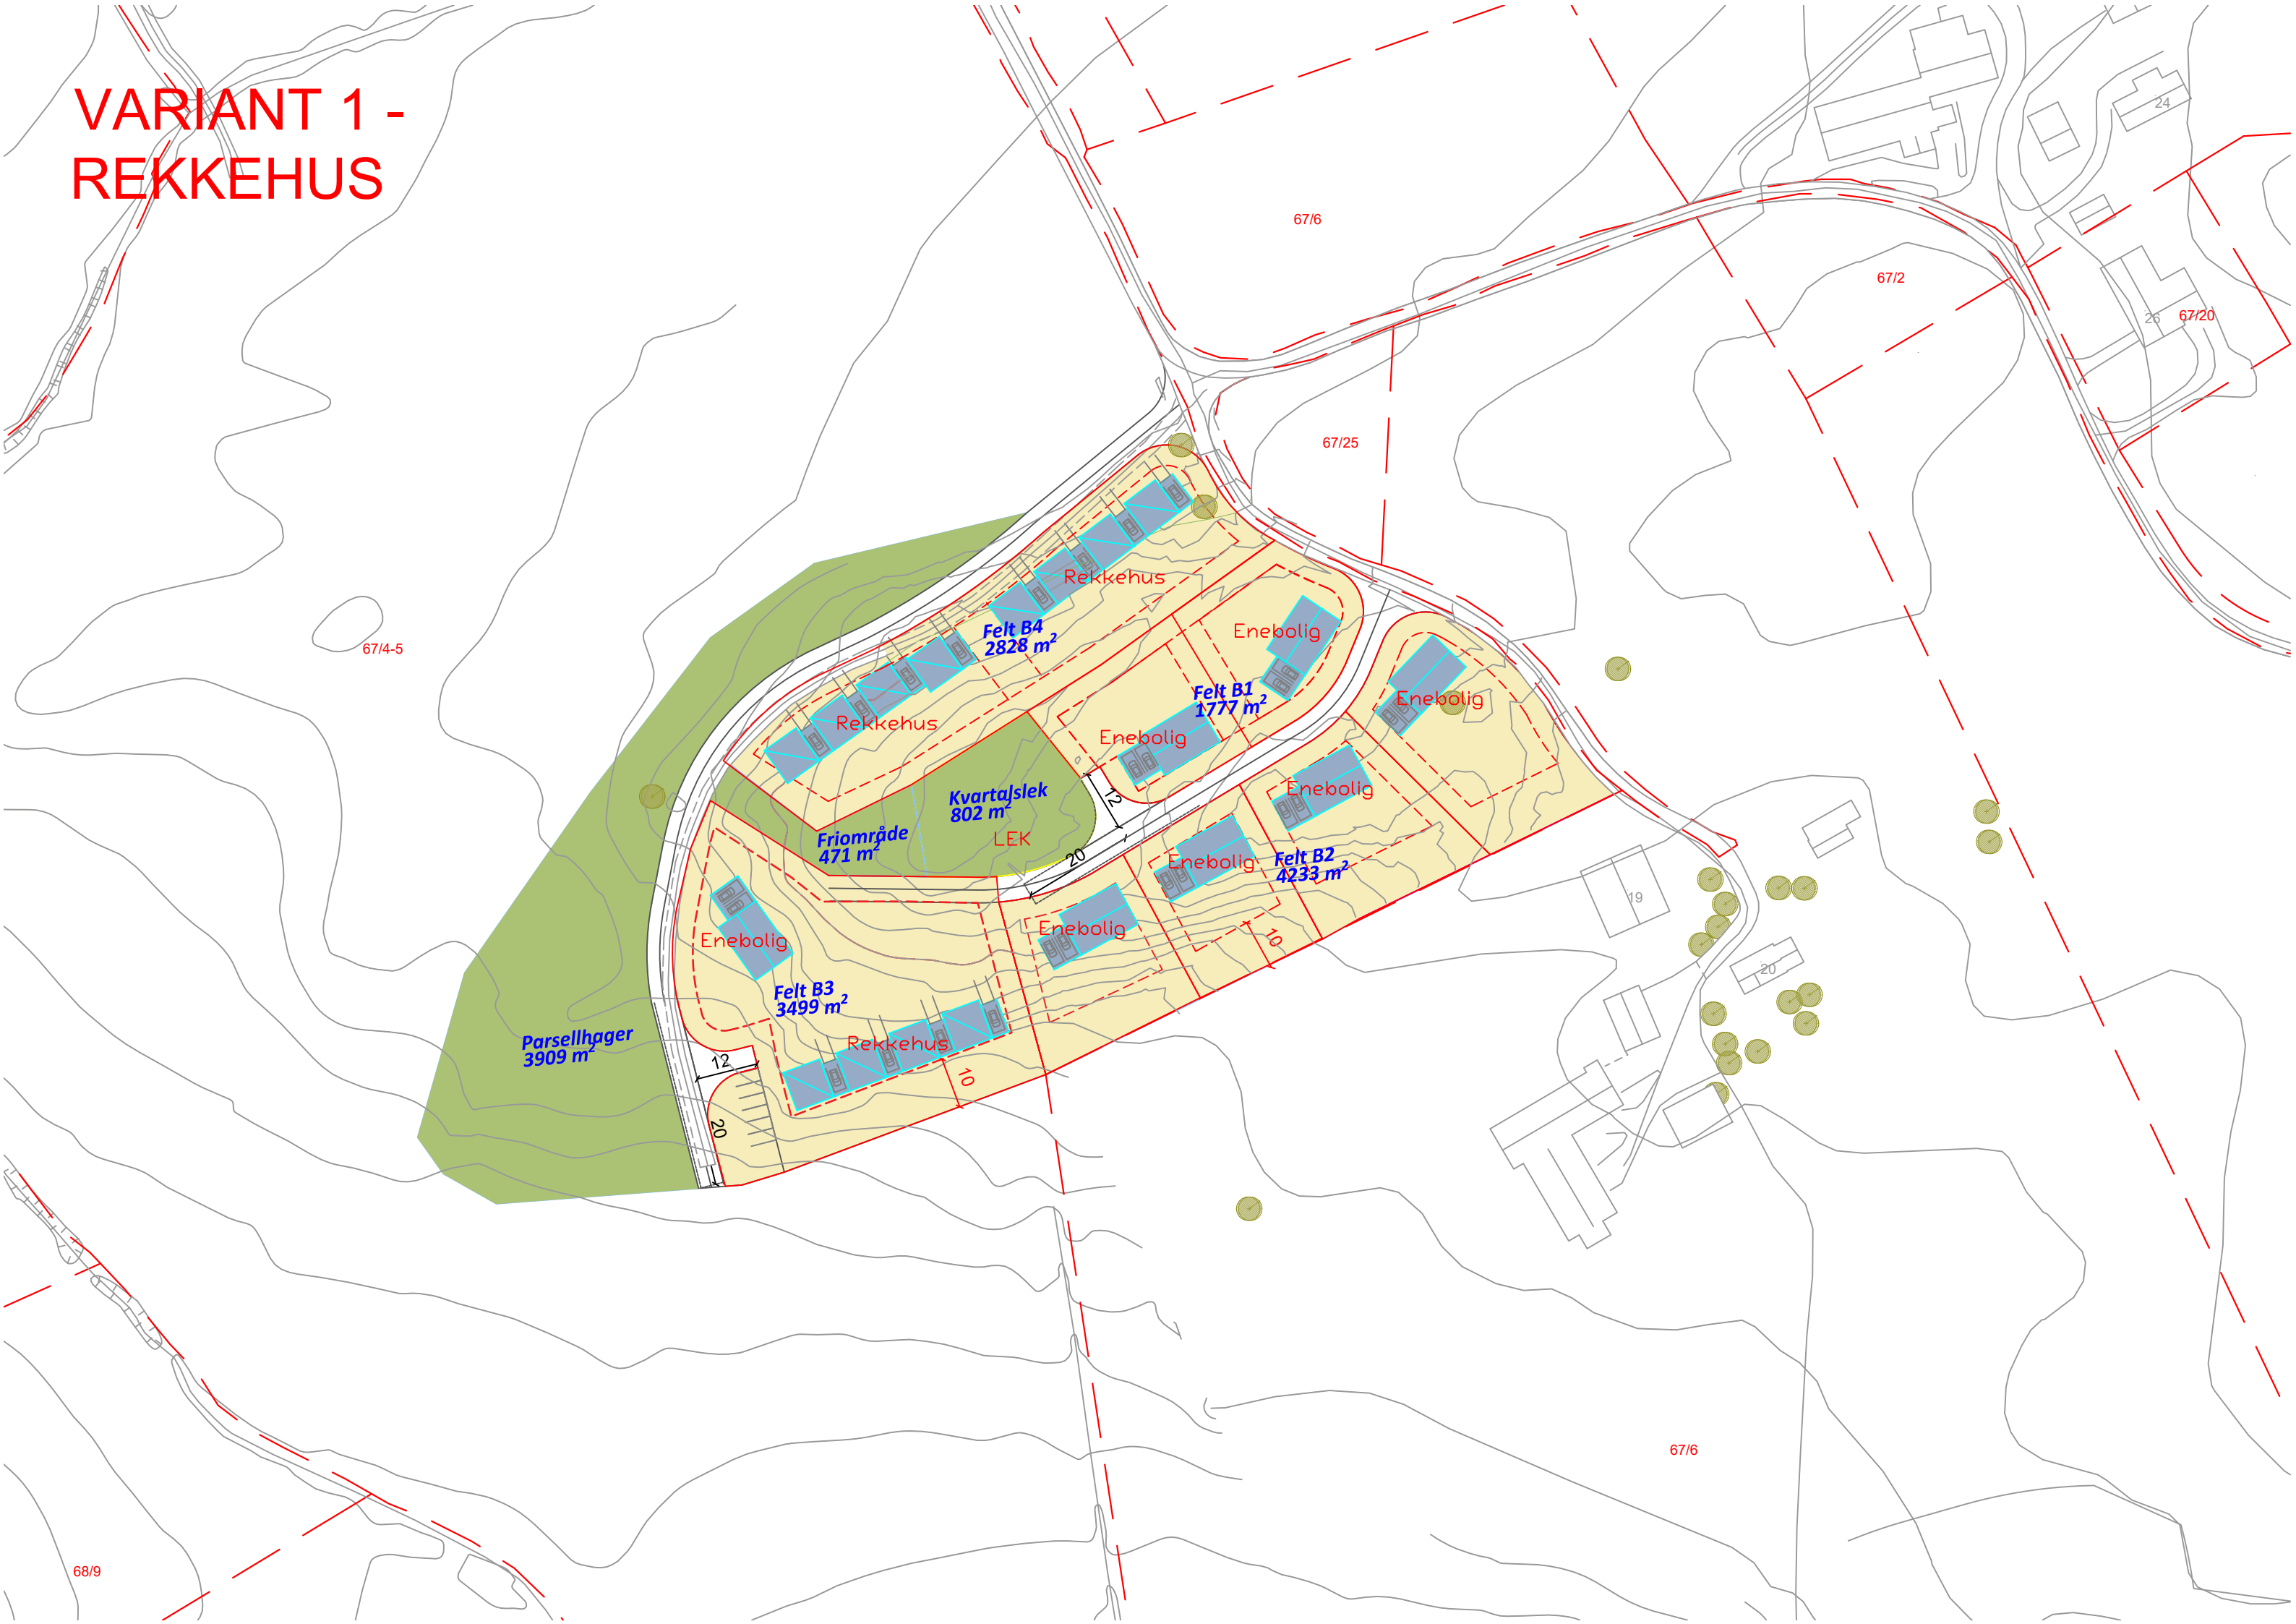 VARIANT 1 -
REKKEHUS
24
67/6
67/2
26
67/20
67/25
67/4-5
Rekkehus
Felt B4
2828 m²
Enebolig
Rekkehus
Felt B1
1777 m²
Enebolig
Enebolig
Enebolig
Kvartalslek
802 m²
LEK
12
Friområde
471 m²
20
Enebolig
Felt B2
4233 m²
Enebolig
10
19
20
Enebolig
Felt B3
3499 m²
Rekkehus
10
Parsellhager
3909 m²
12
20
67/6
68/9